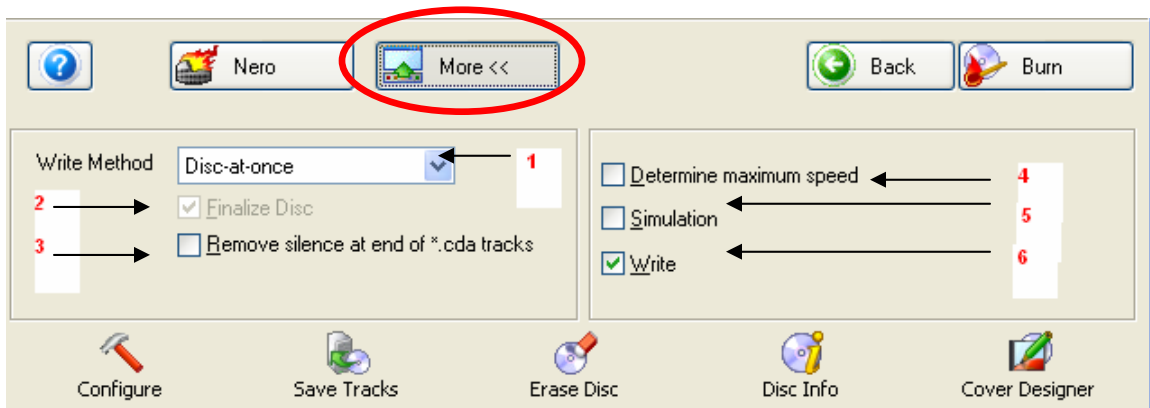 ? Nero More << Back Burn
Write Method Disc-at-once 1
2 Finalize Disc
3 Remove silence at end of *.cda tracks
Determine maximum speed 4
Simulation 5
Write 6
Configure Save Tracks Erase Disc Disc Info Cover Designer